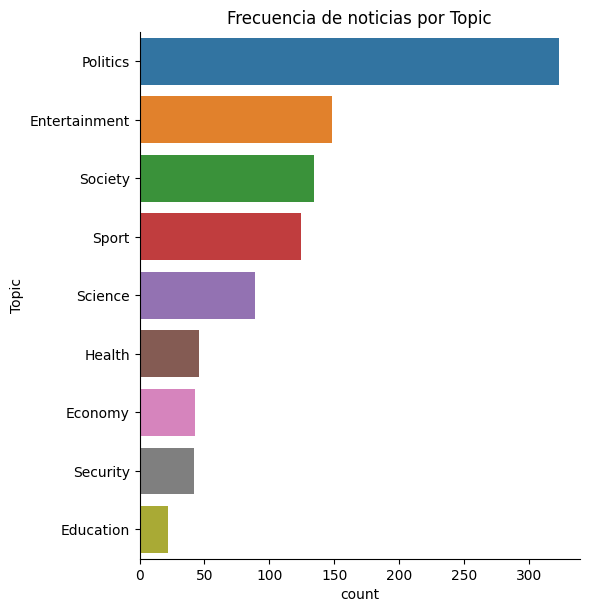 Frecuencia de noticias por Topic
Topic
Politics
Entertainment
Society
Sport
Science
Health
Economy
Security
Education
0 50 100 150 200 250 300
count